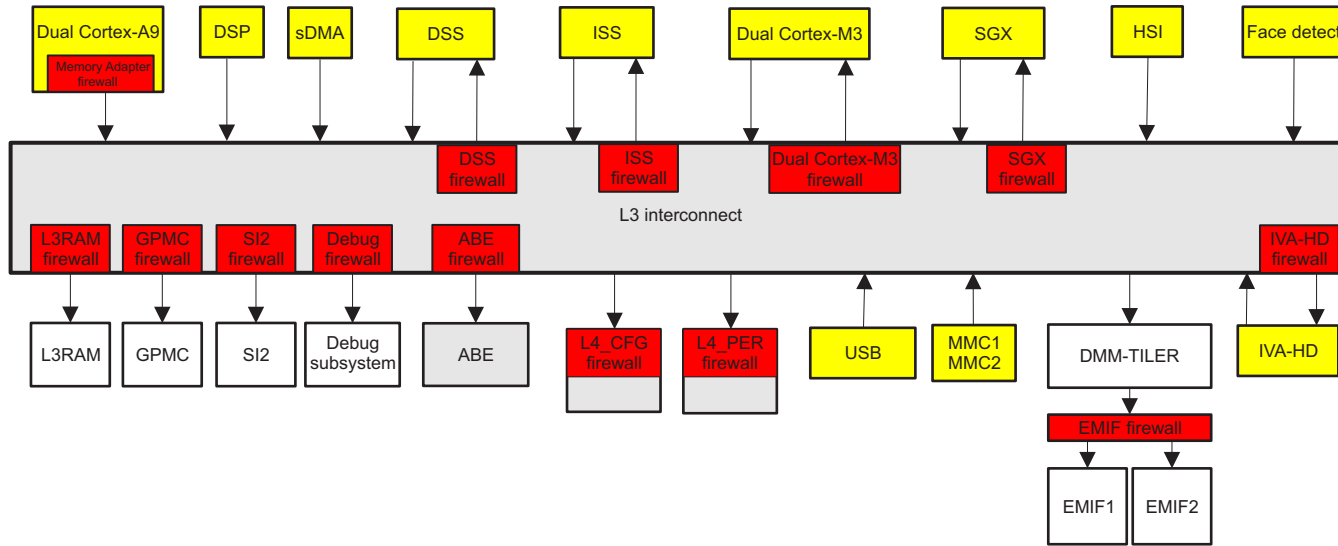 Dual Cortex-A9
Memory Adapter
firewall
DSP
sDMA
DSS
ISS
Dual Cortex-M3
SGX
HSI
Face detect
DSS
firewall
ISS
firewall
Dual Cortex-M3
firewall
SGX
firewall
L3 interconnect
L3RAM
firewall
GPMC
firewall
SI2
firewall
Debug
firewall
ABE
firewall
IVA-HD
firewall
L3RAM
GPMC
SI2
Debug
subsystem
ABE
L4_CFG
firewall
L4_PER
firewall
USB
MMC1
MMC2
DMM-TILER
IVA-HD
EMIF firewall
EMIF1
EMIF2